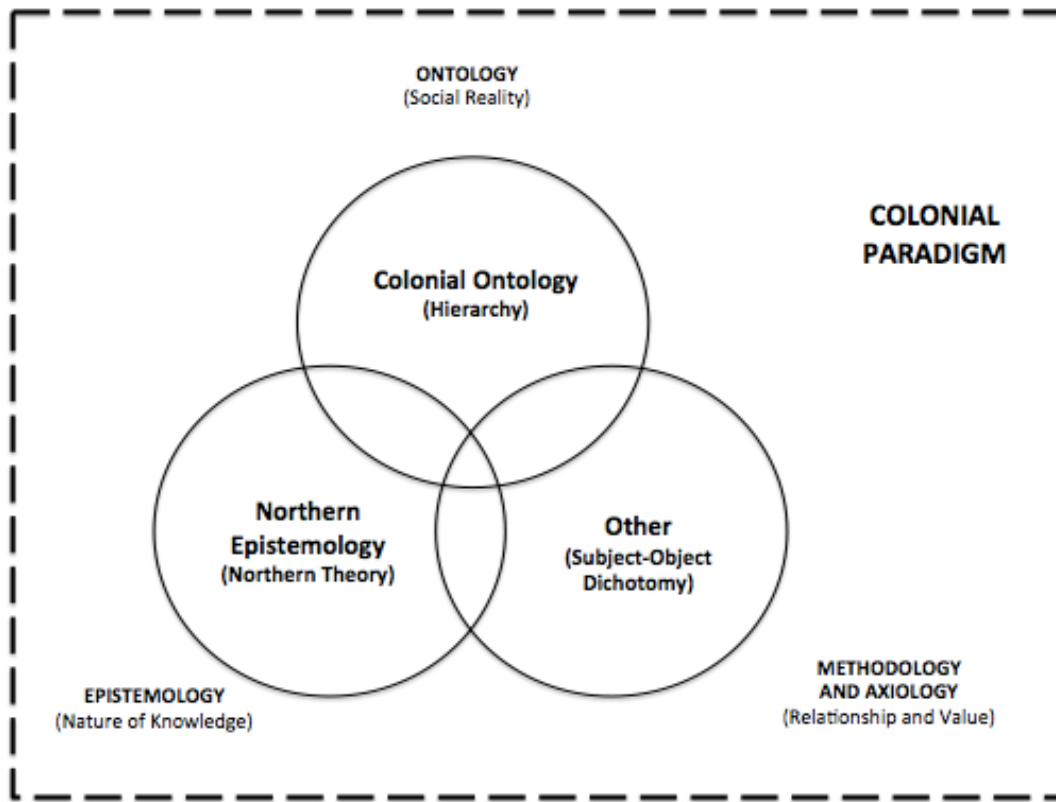 ONTOLOGY
(Social Reality)
COLONIAL
PARADIGM
Colonial Ontology
(Hierarchy)
Northern
Epistemology
(Northern Theory)
Other
(Subject-Object
Dichotomy)
EPISTEMOLOGY
(Nature of Knowledge)
METHODOLOGY
AND AXIOLOGY
(Relationship and Value)